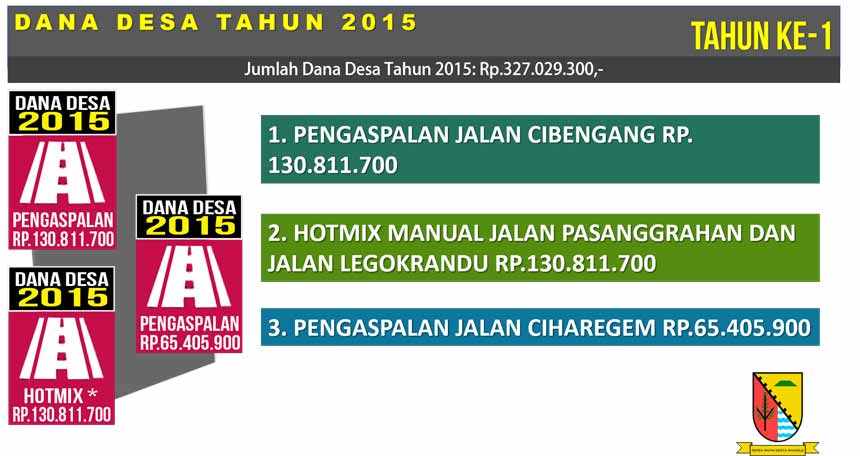 DANA DESA TAHUN 2015
TAHUN KE-1
Jumlah Dana Desa Tahun 2015: Rp.327.029.300,-
DANA DESA
2015
PENGASPALAN
RP.130.811.700
DANA DESA
2015
PENGASPALAN
RP.65.405.900
DANA DESA
2015
HOTMIX *
RP.130.811.700
1. PENGASPALAN JALAN CIBENGANG RP.
130.811.700
2. HOTMIX MANUAL JALAN PASANGGRAHAN DAN
JALAN LEGOKRANDU RP.130.811.700
3. PENGASPALAN JALAN CIHAREGEM RP.65.405.900